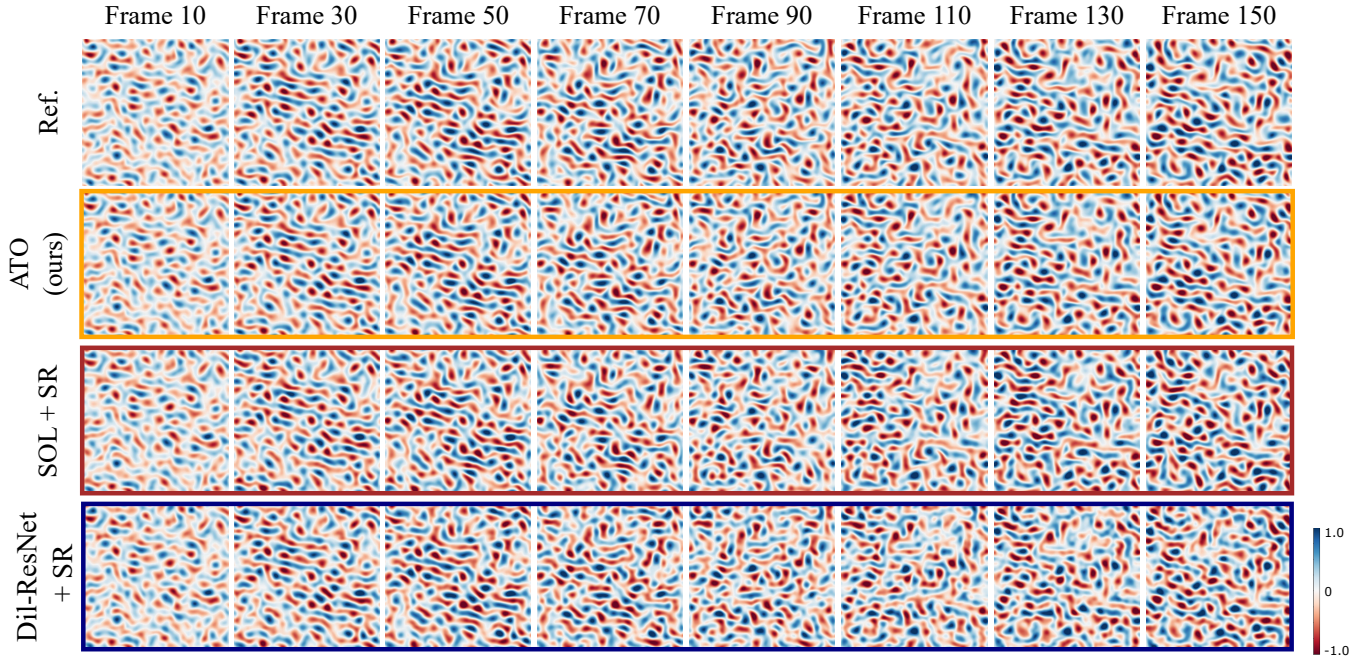 Frame 10 Frame 30 Frame 50 Frame 70 Frame 90 Frame 110 Frame 130 Frame 150
Ref.
ATO
(ours)
SOL + SR
Dil-ResNet
+ SR
1.0
0
-1.0